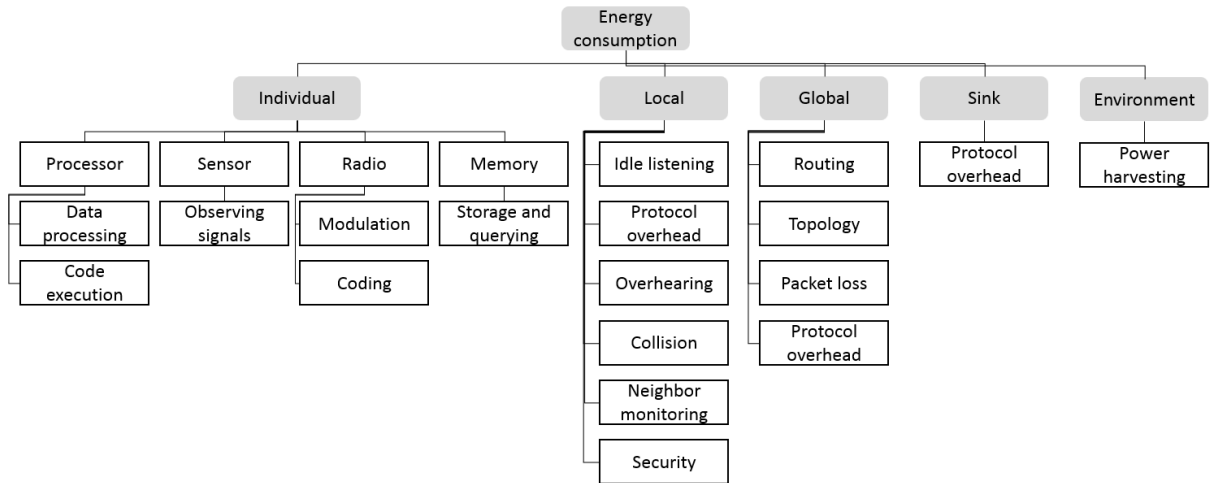 Energy
consumption
Individual
Local
Global
Sink
Environment
Processor
Sensor
Radio
Memory
Idle listening
Routing
Protocol
overhead
Power
harvesting
Data
processing
Observing
signals
Modulation
Storage and
querying
Protocol
overhead
Topology
Code
execution
Coding
Overhearing
Packet loss
Collision
Protocol
overhead
Neighbor
monitoring
Security